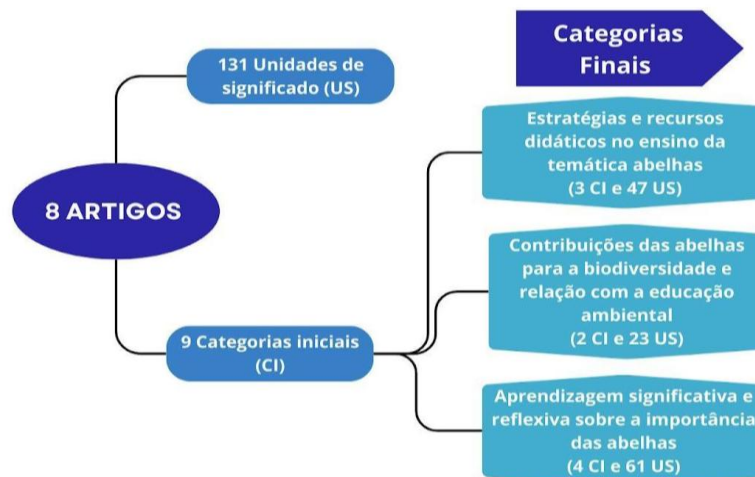 8 ARTIGOS
131 Unidades de
significado (US)
9 Categorias iniciais
(CI)
Categorias
Finais
Estratégias e recursos
didáticos no ensino da
temática abelhas
(3 CI e 47 US)
Contribuições das abelhas
para a biodiversidade e
relação com a educação
ambiental
(2 CI e 23 US)
Aprendizagem significativa e
reflexiva sobre a importância
das abelhas
(4 CI e 61 US)